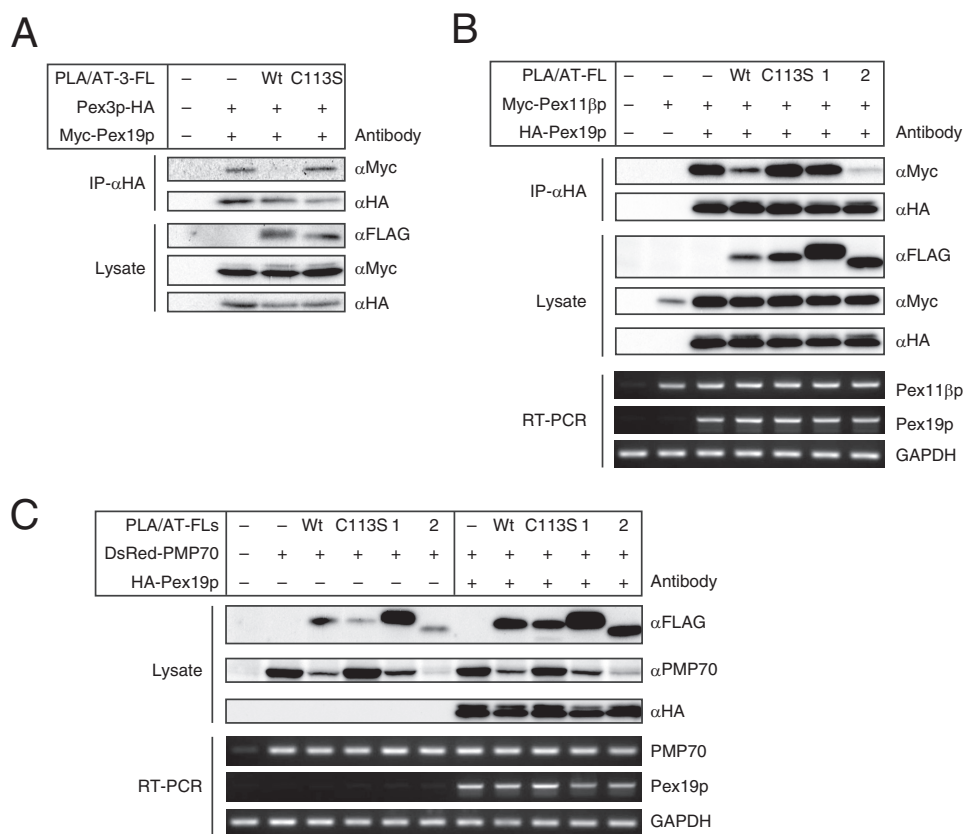 A
PLA/AT-3-FL – – Wt C113S
Pex3p-HA – + + +
Myc-Pex19p – + + + Antibody
IP-αHA
αMyc
αHA
Lysate
αFLAG
αMyc
αHA
B
PLA/AT-FL – – – Wt C113S 1 2
Myc-Pex11βp – + + + + + +
HA-Pex19p – – + + + + + Antibody
IP-αHA
αMyc
αHA
Lysate
αFLAG
αMyc
αHA
RT-PCR
Pex11βp
Pex19p
GAPDH
C
PLA/AT-FLs – – Wt C113S 1 2 – Wt C113S 1 2
DsRed-PMP70 – + + + + + + + + + +
HA-Pex19p – – – – – – + + + + + Antibody
Lysate
αFLAG
αPMP70
αHA
RT-PCR
PMP70
Pex19p
GAPDH